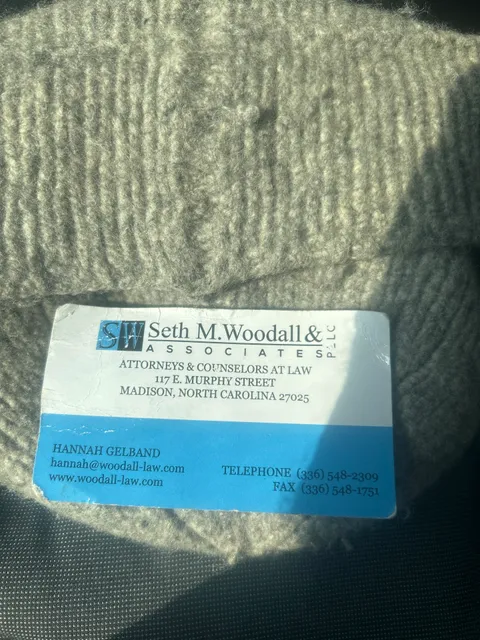 SW Seth M. Woodall & PLLC
ASSOCIATES
ATTORNEYS & COUNSELORS AT LAW
117 E. MURPHY STREET
MADISON, NORTH CAROLINA 27025
HANNAH GELBAND
hannah@woodall-law.com
www.woodall-law.com
TELEPHONE (336) 548-2309
FAX (336) 548-1751